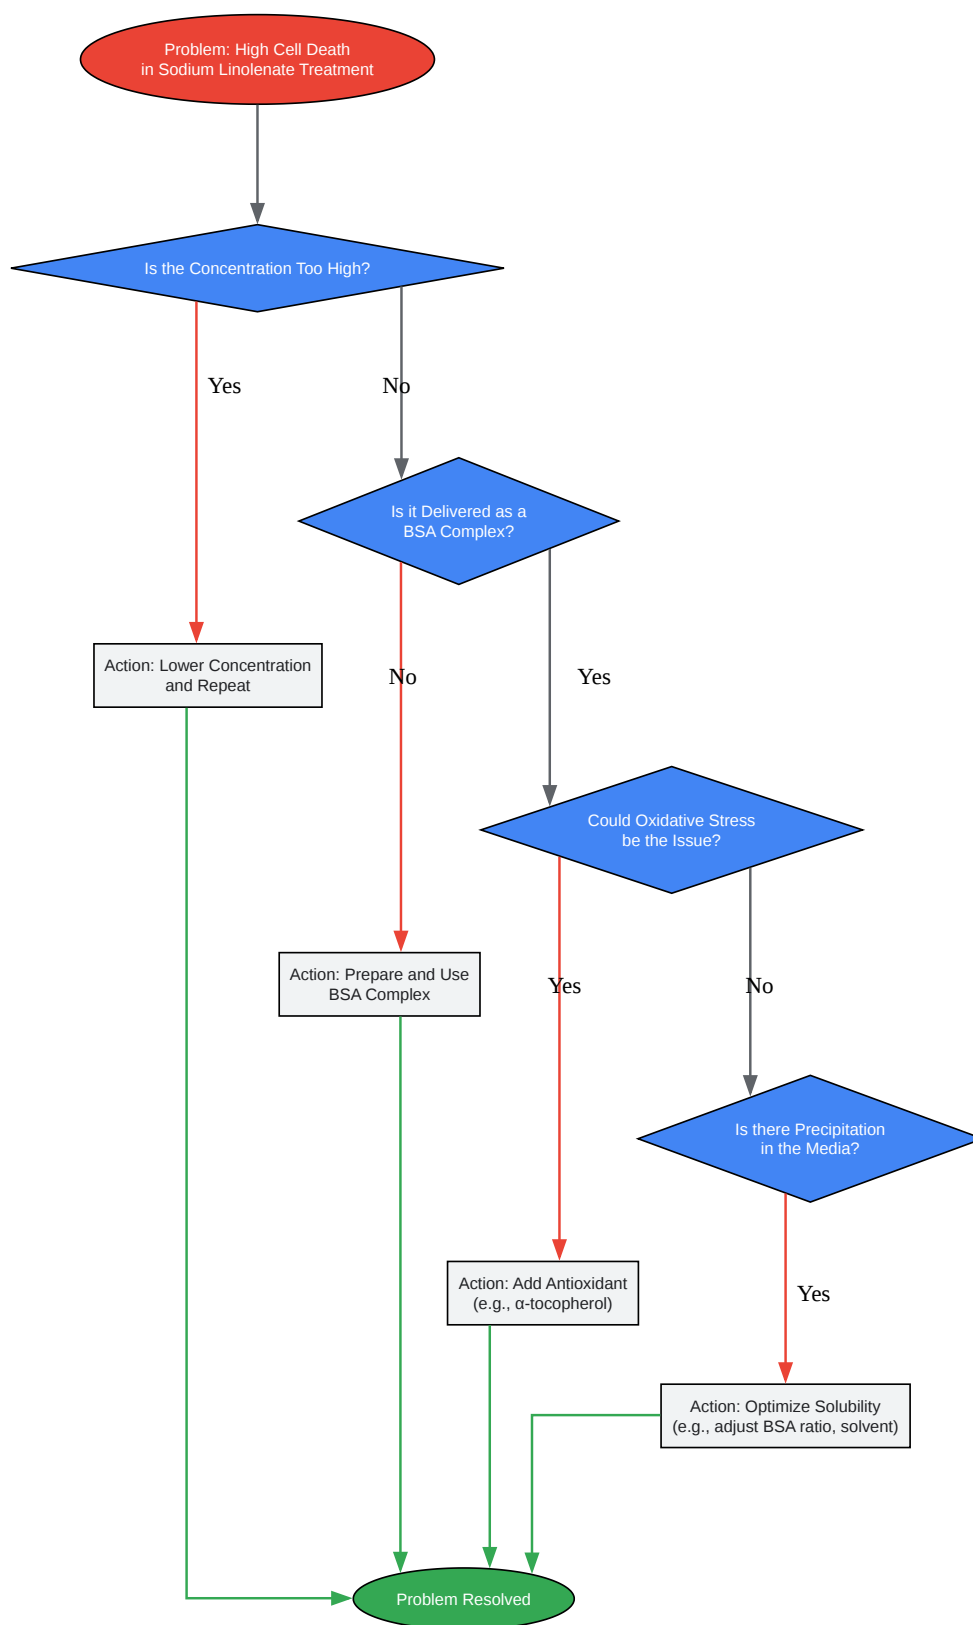 Problem: High Cell Death
in Sodium Linolenate Treatment
Is the Concentration Too High?
Yes
No
Is it Delivered as a
BSA Complex?
Action: Lower Concentration
and Repeat
No
Yes
Could Oxidative Stress
be the Issue?
Action: Prepare and Use
BSA Complex
Yes
No
Is there Precipitation
in the Media?
Action: Add Antioxidant
(e.g., α-tocopherol)
Yes
Action: Optimize Solubility
(e.g., adjust BSA ratio, solvent)
Problem Resolved